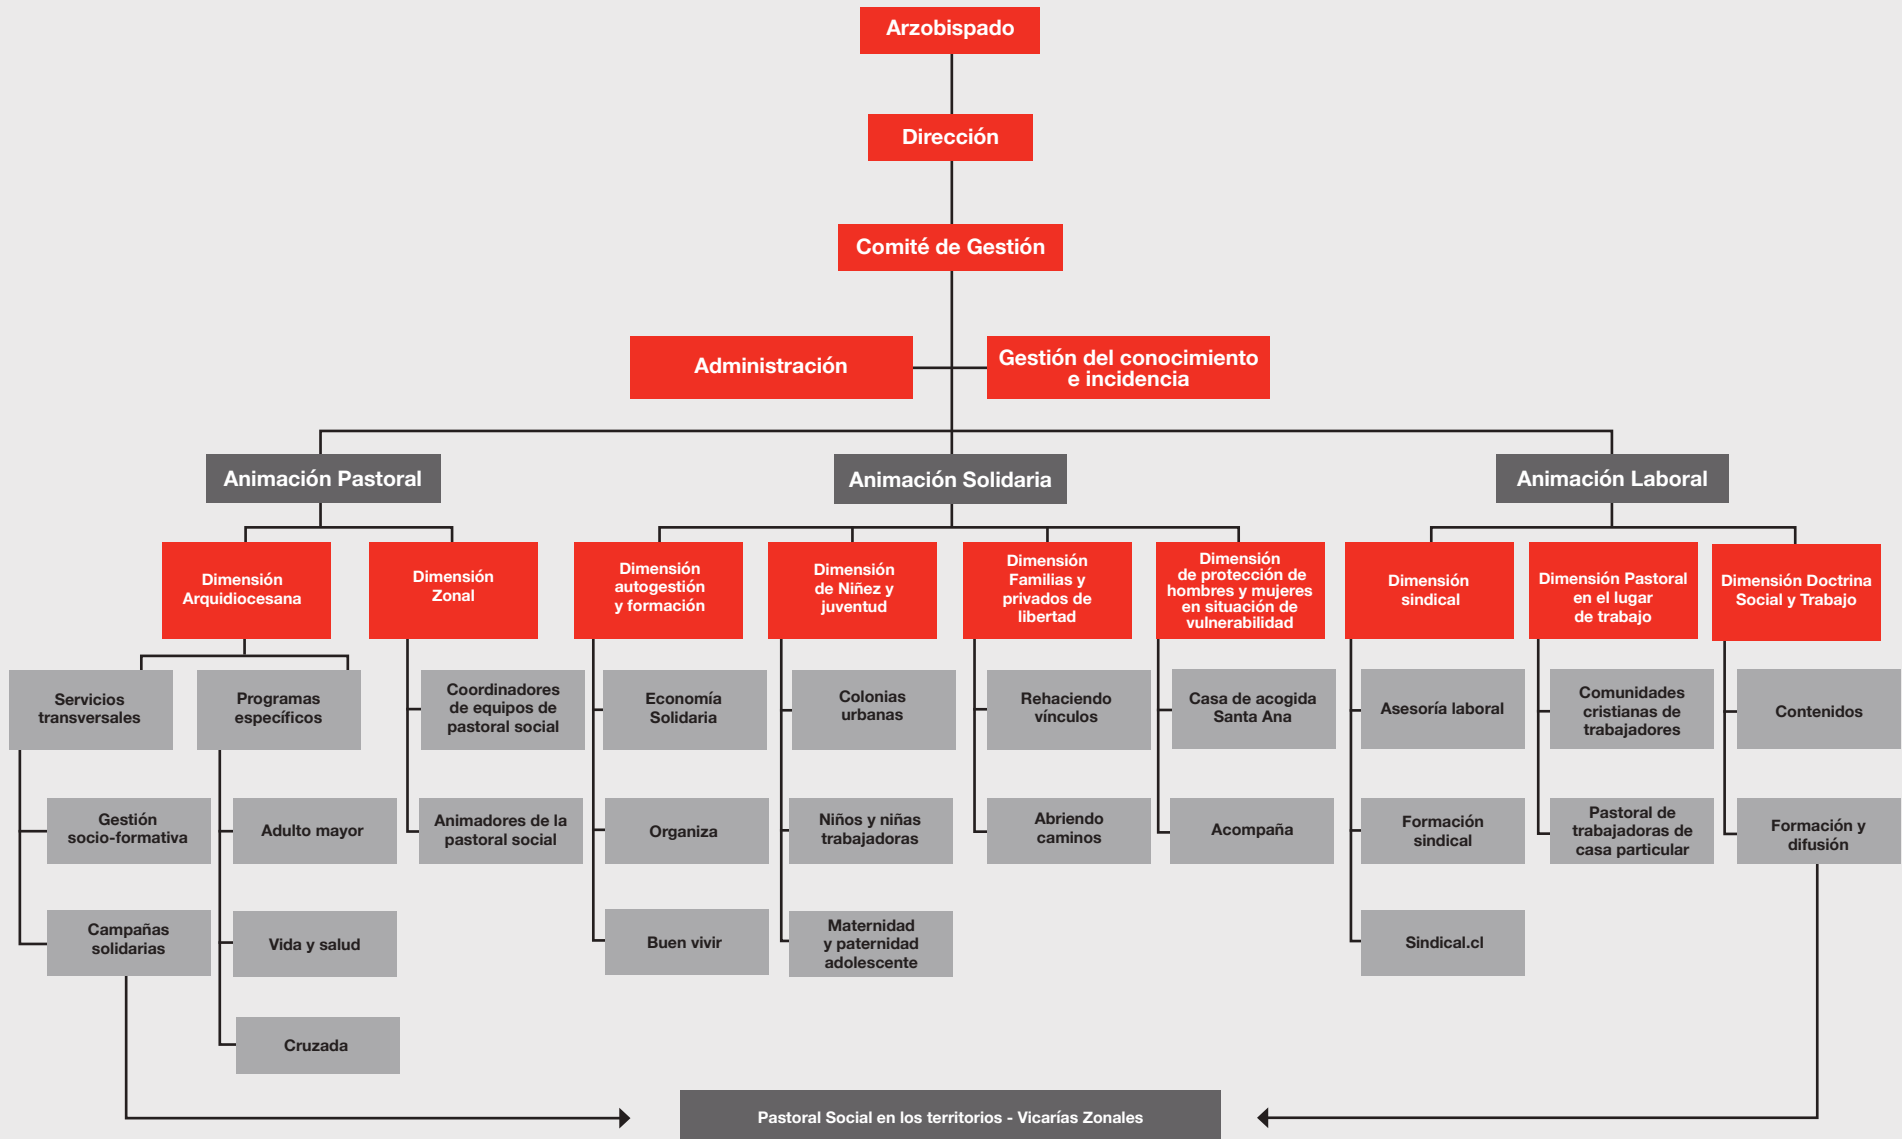 Arzobispado
Dirección
Comité de Gestión
Administración
Gestión del conocimiento
e incidencia
Animación Pastoral
Animación Solidaria
Animación Laboral
Dimensión
Arquidiocesana
Dimensión
Zonal
Dimensión
autogestión
y formación
Dimensión
de Niñez y
juventud
Dimensión
Familias y
privados de
libertad
Dimensión
de protección de
hombres y mujeres
en situación de
vulnerabilidad
Dimensión
sindical
Dimensión Pastoral
en el lugar
de trabajo
Dimensión Doctrina
Social y Trabajo
Servicios
transversales
Programas
específicos
Coordinadores
de equipos de
pastoral social
Economía
Solidaria
Colonias
urbanas
Rehaciendo
vínculos
Casa de acogida
Santa Ana
Asesoría laboral
Comunidades
cristianas de
trabajadores
Contenidos
Gestión
socio-formativa
Adulto mayor
Animadores de la
pastoral social
Organiza
Niños y niñas
trabajadoras
Abriendo
caminos
Acompaña
Formación
sindical
Pastoral de
trabajadoras de
casa particular
Formación y
difusión
Campañas
solidarias
Vida y salud
Buen vivir
Maternidad
y paternidad
adolescente
Sindical.cl
Cruzada
Pastoral Social en los territorios - Vicarías Zonales